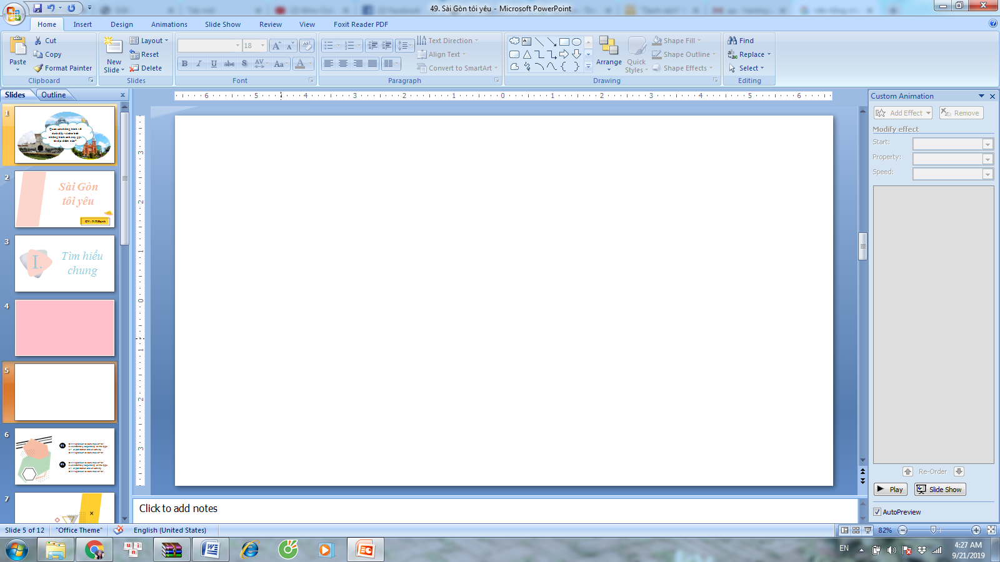 49. Sài Gòn tôi yêu - Microsoft PowerPoint
Home Insert Design Animations Slide Show Review View Foxit Reader PDF
Paste
Cut
Copy
Format Painter
Clipboard
New Slide
Layout
Reset
Delete
Slides
18
B I U abc S AV Aa A
Font
Text Direction
Align Text
Convert to SmartArt
Paragraph
Arrange
Quick Styles
Shape Fill
Shape Outline
Shape Effects
Drawing
Find
Replace
Select
Editing
Slides Outline
1
2
Sài Gòn
tôi yêu
3
I.
Tìm hiểu
chung
4
5
6
7
6 5 4 3 2 1 0 1 2 3 4 5 6
3
2
1
0
1
2
3
Click to add notes
Custom Animation
Add Effect Remove
Modify effect
Start:
Property:
Speed:
Re-Order
Play Slide Show
AutoPreview
Slide 5 of 12 "Office Theme" English (United States) 82%
EN
4:27 AM
9/21/2019